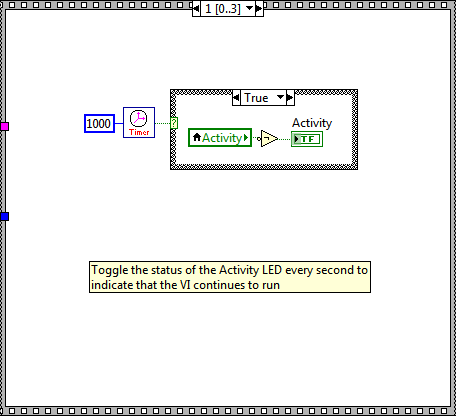 1 [0..3]
True
1000
Timer
?
Activity
Activity
TF
Toggle the status of the Activity LED every second to
indicate that the VI continues to run